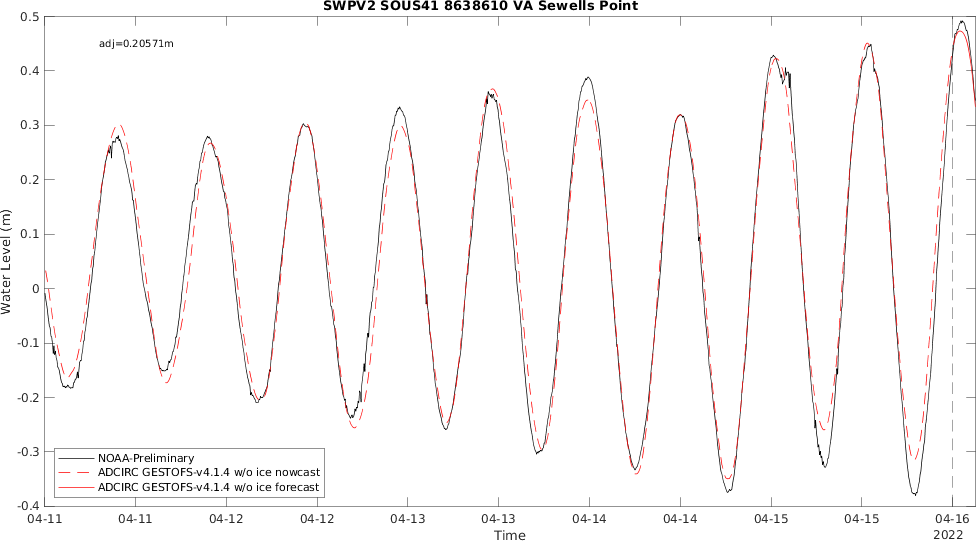 SWPV2 SOUS41 8638610 VA Sewells Point
adj=0.20571m
0.5
0.4
0.3
0.2
0.1
0
-0.1
-0.2
-0.3
-0.4
Water Level (m)
NOAA-Preliminary
ADCIRC GESTOFS-v4.1.4 w/o ice nowcast
ADCIRC GESTOFS-v4.1.4 w/o ice forecast
04-11 04-11 04-12 04-12 04-13 04-13 04-14 04-14 04-15 04-15 04-16
Time
2022